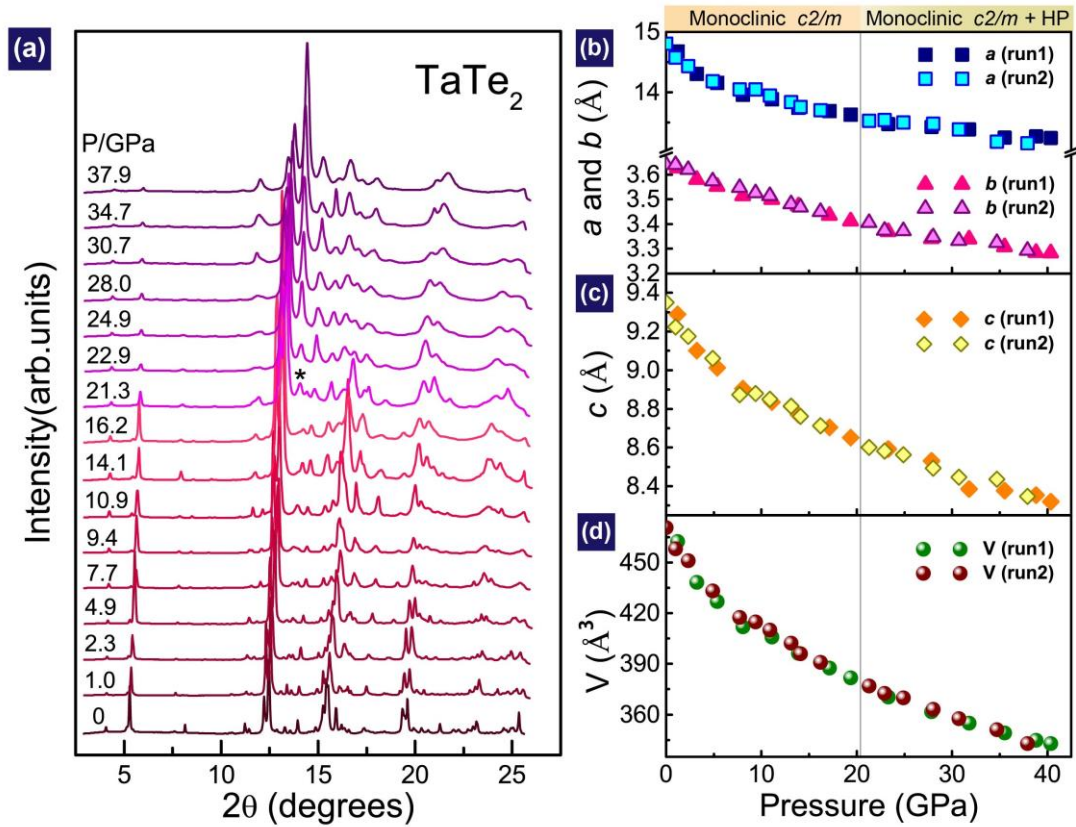 (a)
TaTe2
P/GPa
37.9
34.7
30.7
28.0
24.9
22.9
21.3
*
16.2
14.1
10.9
9.4
7.7
4.9
2.3
1.0
0
Intensity(arb.units)
5 10 15 20 25
2θ (degrees)
Monoclinic c2/m
Monoclinic c2/m + HP
(b)
15
14
3.6
3.4
3.3
3.2
a and b (Å)
a (run1)
a (run2)
b (run1)
b (run2)
(c)
9.4
9.2
9.0
8.8
8.6
8.4
c (Å)
c (run1)
c (run2)
(d)
450
420
390
360
V (Å3)
V (run1)
V (run2)
0 10 20 30 40
Pressure (GPa)